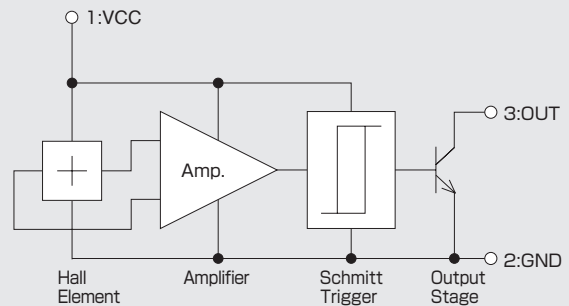 1:VCC
3:OUT
Amp.
2:GND
Hall
Element
Amplifier
Schmitt
Trigger
Output
Stage